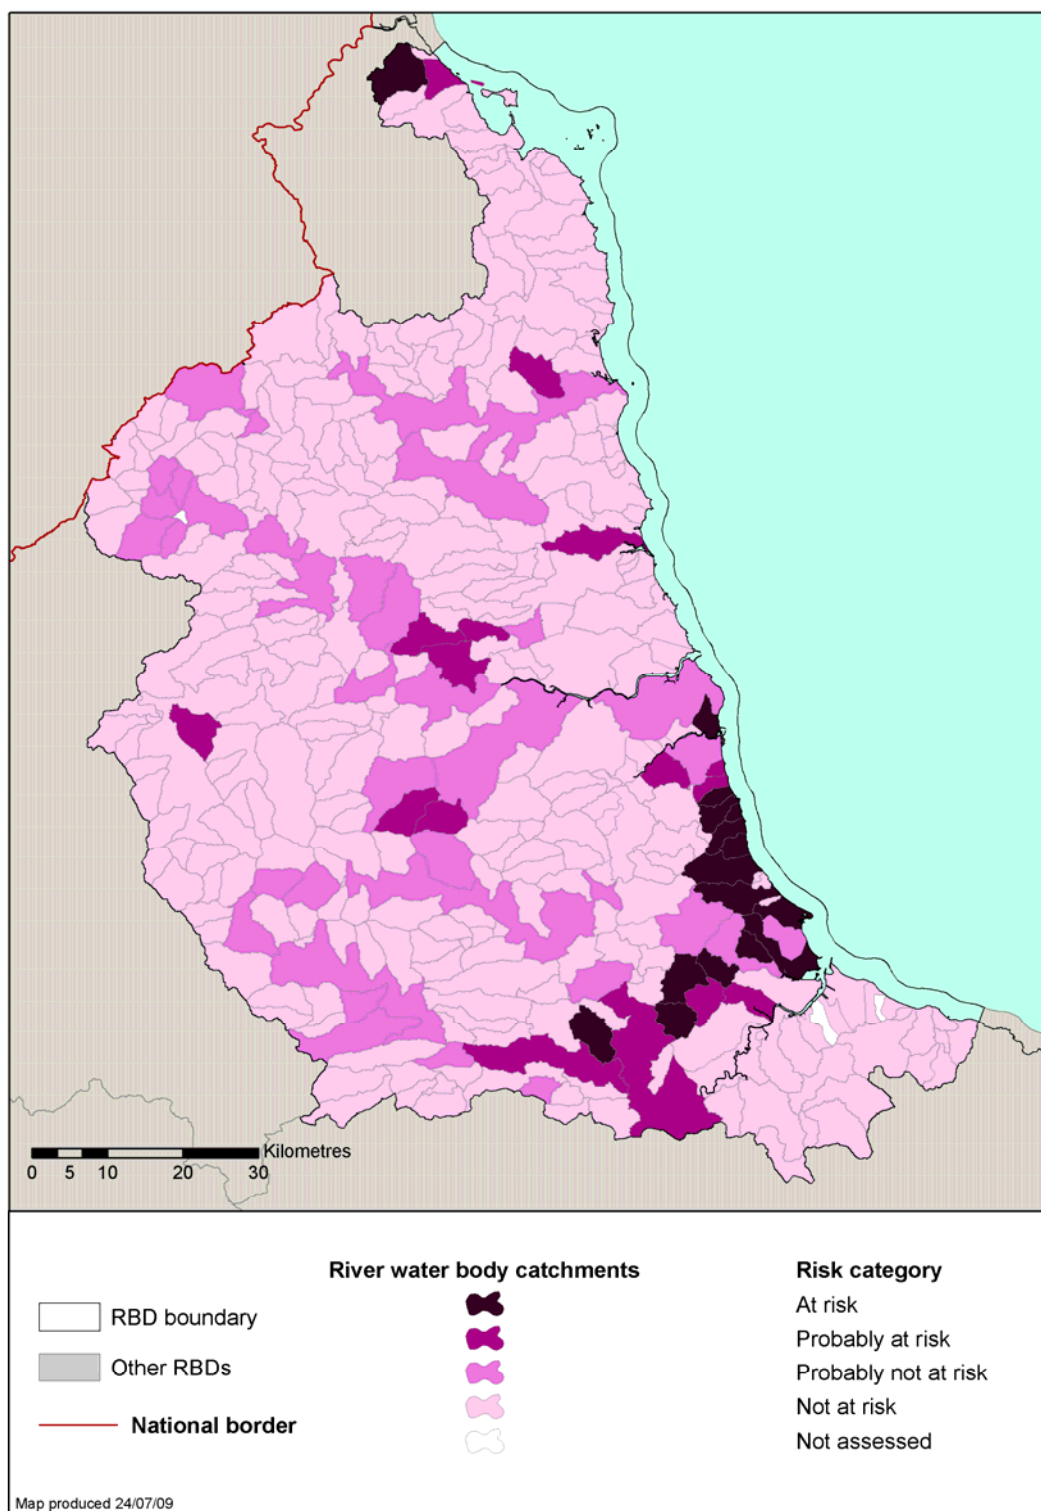 Kilometres
0 5 10 20 30
River water body catchments
Risk category
RBD boundary
At risk
Probably at risk
Other RBDs
Probably not at risk
Not at risk
National border
Not assessed
Map produced 24/07/09